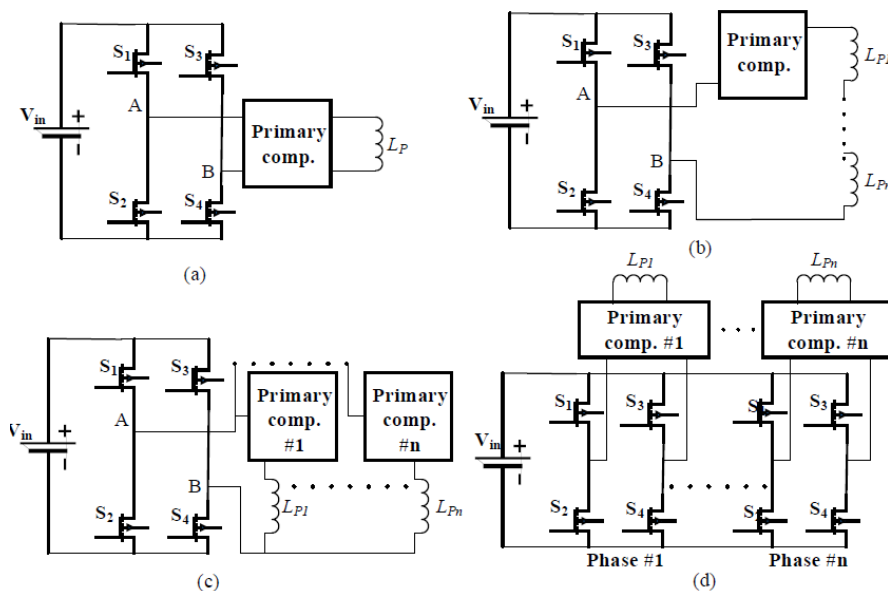 S1
S3
A
Vin
+
Primary
comp.
LP
B
S2
S4
(a)
S1
S3
Primary
comp.
LP1
A
Vin
+
B
LPn
S2
S4
(b)
S1
S3
Primary
comp.
#1
Primary
comp.
#n
A
Vin
+
B
LP1
LPn
S2
S4
(c)
LP1
LPn
Primary
comp. #1
Primary
comp. #n
S1
S3
S3
Vin
+
S2
S4
S4
Phase #1
Phase #n
(d)